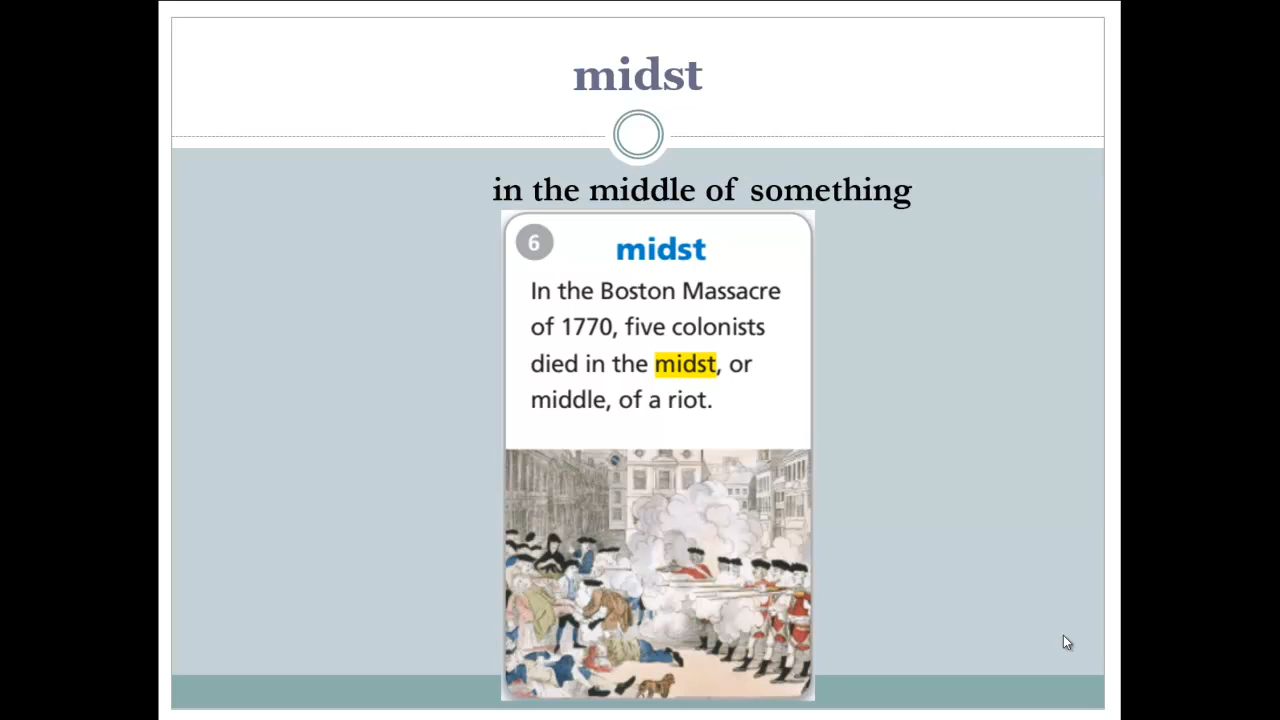 midst
in the middle of something
6
midst
In the Boston Massacre
of 1770, five colonists
died in the midst, or
middle, of a riot.